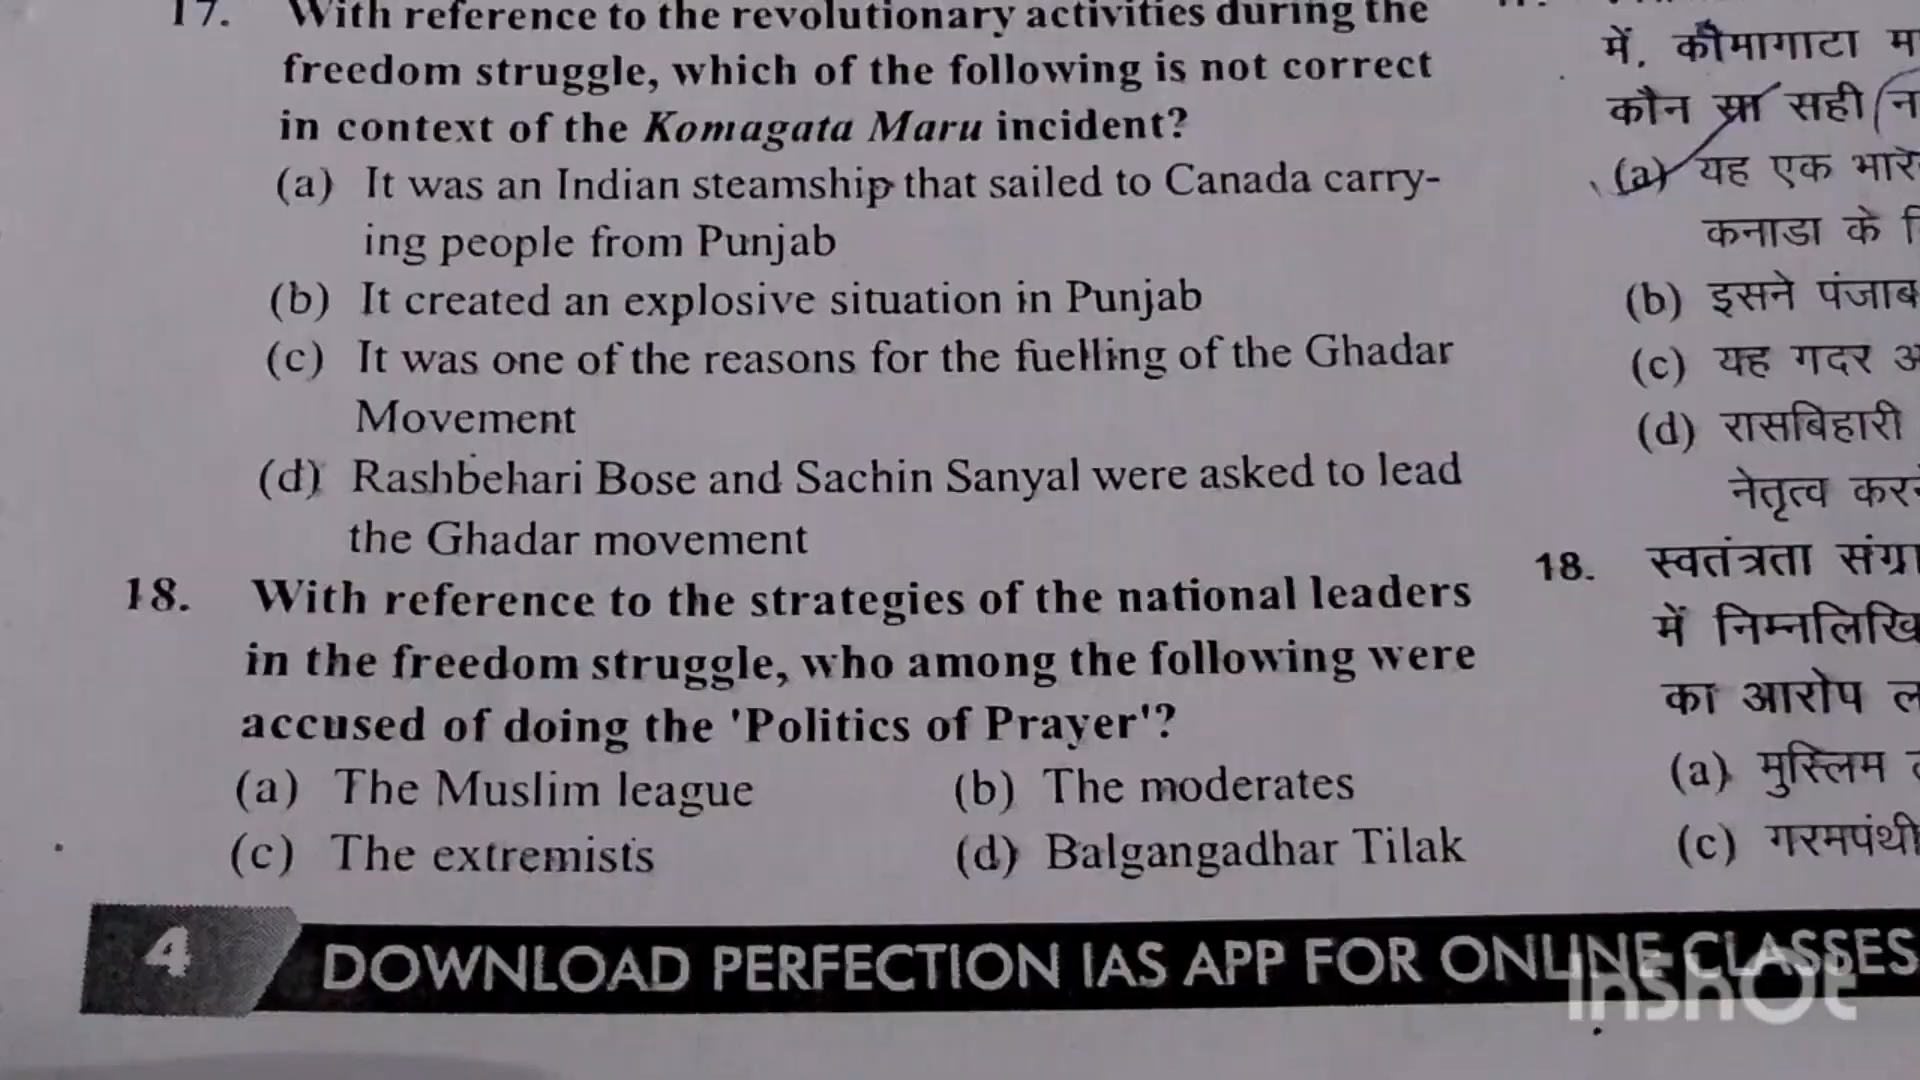 17. With reference to the revolutionary activities during the
freedom struggle, which of the following is not correct
in context of the Komagata Maru incident?
(a) It was an Indian steamship that sailed to Canada carry-
ing people from Punjab
(b) It created an explosive situation in Punjab
(c) It was one of the reasons for the fuelling of the Ghadar
Movement
(d) Rashbehari Bose and Sachin Sanyal were asked to lead
the Ghadar movement
18. With reference to the strategies of the national leaders
in the freedom struggle, who among the following were
accused of doing the 'Politics of Prayer'?
(a) The Muslim league (b) The moderates
(c) The extremists (d) Balgangadhar Tilak
में, कौमागाटा
कौन सा सही
(a) यह एक
कनाडा के
(b) इसने पंजाब
(c) यह गदर
(d) रासबिहारी
नेतृत्व
18. स्वतंत्रता
में
का आरोप
(a) मुस्लिम
(c) गरमपंथी
4 DOWNLOAD PERFECTION IAS APP FOR ONLINE CLASSES
InShot